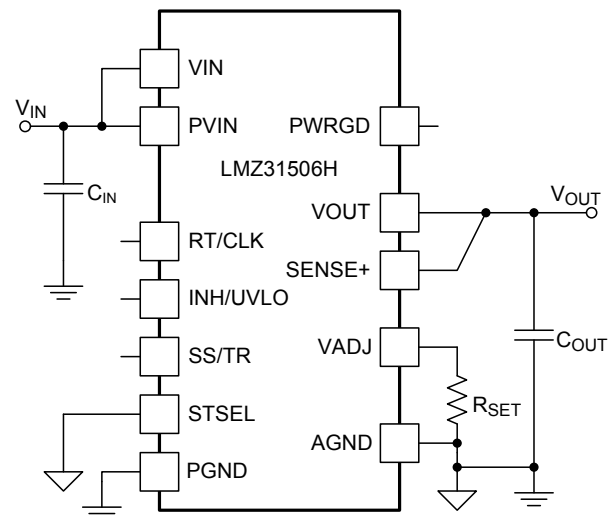 VIN
V_IN
PVIN
PWRGD
LMZ31506H
C_IN
VOUT
V_OUT
RT/CLK
SENSE+
INH/UVLO
SS/TR
VADJ
C_OUT
R_SET
STSEL
AGND
PGND